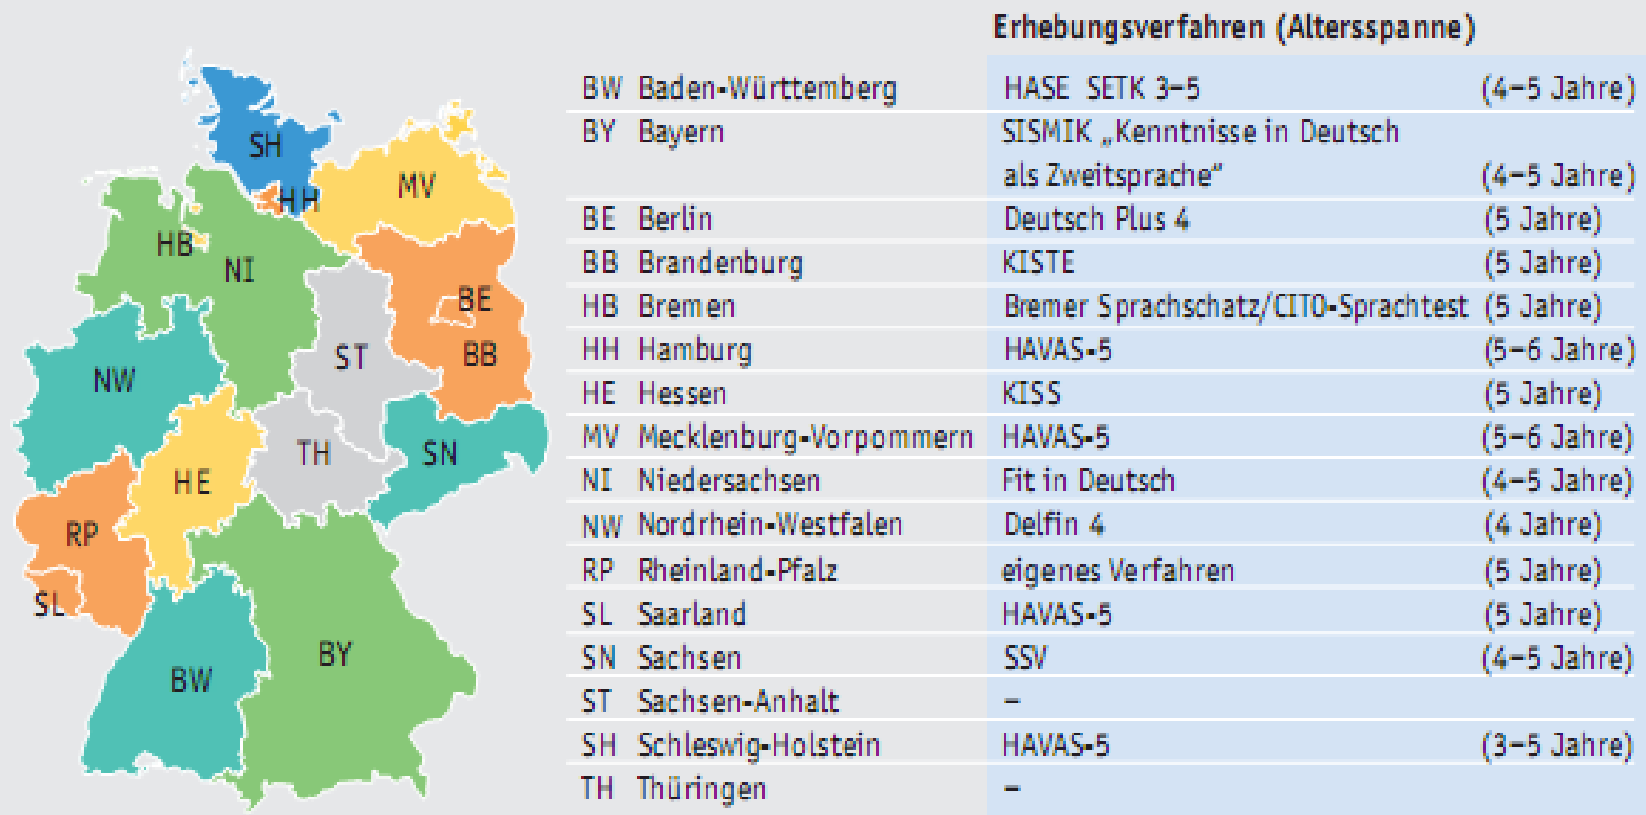 Erhebungsverfahren (Altersspanne)
BW Baden-Württemberg HASE SETK 3–5 (4–5 Jahre)
BY Bayern SISMIK „Kenntnisse in Deutsch
als Zweitsprache“ (4–5 Jahre)
BE Berlin Deutsch Plus 4 (5 Jahre)
BB Brandenburg KISTE (5 Jahre)
HB Bremen Bremer Sprachschatz/CITO-Sprachtest (5 Jahre)
HH Hamburg HAVAS-5 (5–6 Jahre)
HE Hessen KISS (5 Jahre)
MV Mecklenburg-Vorpommern HAVAS-5 (5–6 Jahre)
NI Niedersachsen Fit in Deutsch (4–5 Jahre)
NW Nordrhein-Westfalen Delfin 4 (4 Jahre)
RP Rheinland-Pfalz eigenes Verfahren (5 Jahre)
SL Saarland HAVAS-5 (5 Jahre)
SN Sachsen SSV (4–5 Jahre)
ST Sachsen-Anhalt –
SH Schleswig-Holstein HAVAS-5 (3–5 Jahre)
TH Thüringen –
SH
HH
MV
HB
NI
BE
ST
BB
NW
TH
SN
HE
RP
SL
BY
BW